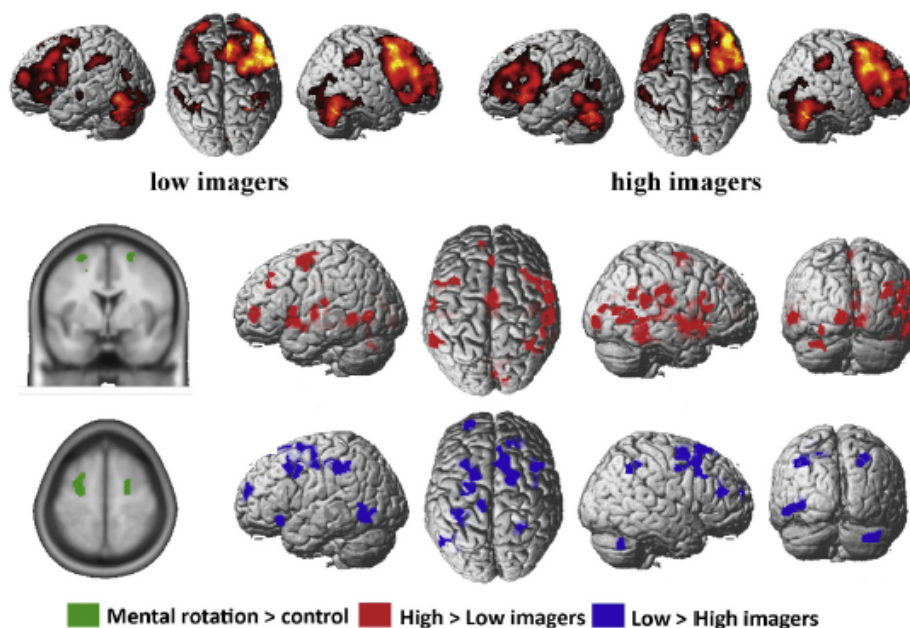 low imagers
high imagers
Mental rotation > control
High > Low imagers
Low > High imagers